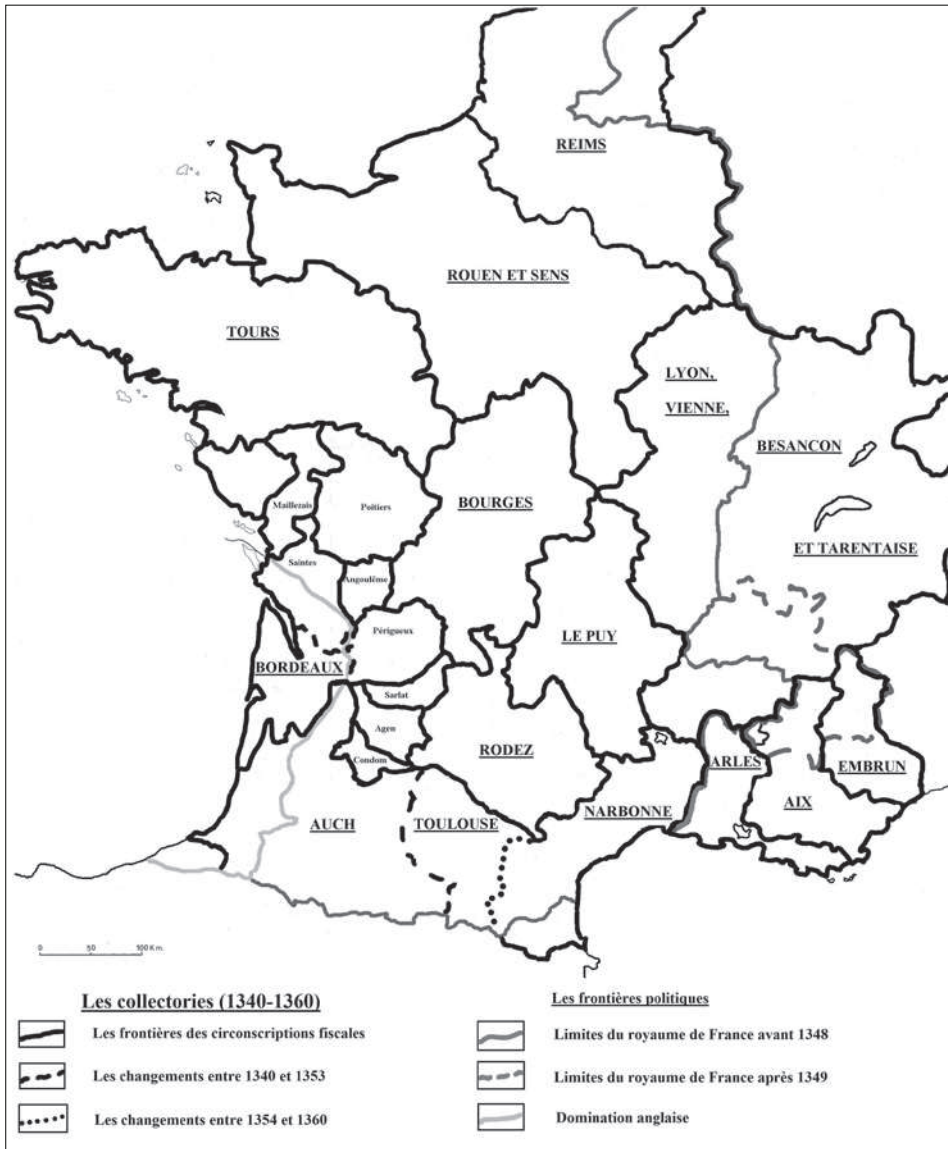 REIMS
ROUEN ET SENS
TOURS
LYON,
VIENNE,
BESANCON
ET TARENTAISE
BOURGES
Maillezais
Poitiers
Saintes
Angoulême
Périgueux
LE PUY
BORDEAUX
Sarlat
Agen
Condom
RODEZ
ARLES
EMBRUN
AIX
NARBONNE
AUCH
TOULOUSE
0 50 100 Km.
Les collectories (1340-1360)
Les frontières des circonscriptions fiscales
Les changements entre 1340 et 1353
Les changements entre 1354 et 1360
Les frontières politiques
Limites du royaume de France avant 1348
Limites du royaume de France après 1349
Domination anglaise